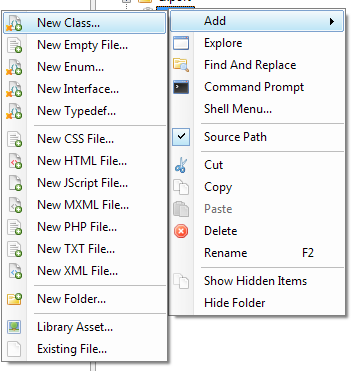 New Class...
New Empty File...
New Enum...
New Interface...
New Typedef...
New CSS File...
New HTML File...
New JScript File...
New MXML File...
New PHP File...
New TXT File...
New XML File...
New Folder...
Library Asset...
Existing File...
Add
Explore
Find And Replace
Command Prompt
Shell Menu...
Source Path
Cut
Copy
Paste
Delete
Rename F2
Show Hidden Items
Hide Folder